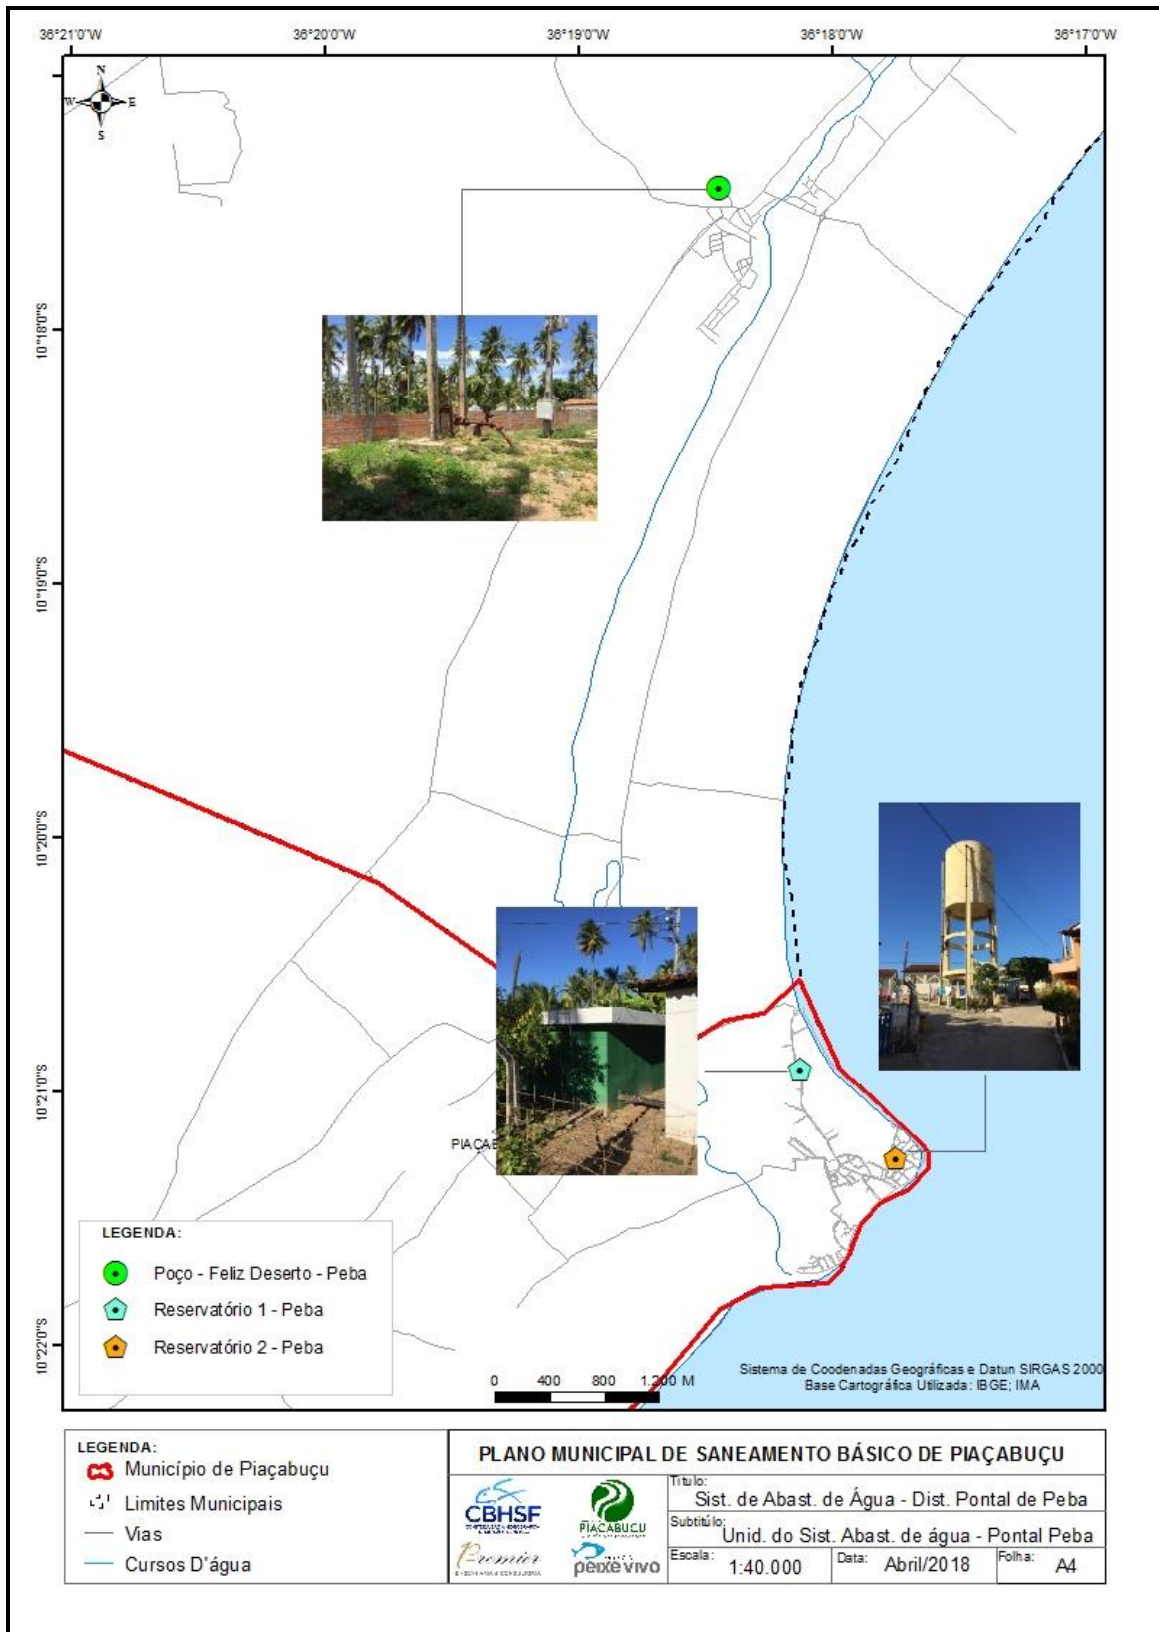 36°21'0"W 36°20'0"W 36°19'0"W 36°18'0"W 36°17'0"W
N
W E
S
10°18'0"S
10°19'0"S
10°20'0"S
10°21'0"S
10°22'0"S
PIAÇAB
LEGENDA:
Poço - Feliz Deserto - Peba
Reservatório 1 - Peba
Reservatório 2 - Peba
0 400 800 1.200 M
Sistema de Coodenadas Geográficas e Datun SIRGAS 2000
Base Cartográfica Utilizada: IBGE; IMA
LEGENDA:
Município de Piaçabuçu
Limites Municipais
Vias
Cursos D'água
PLANO MUNICIPAL DE SANEAMENTO BÁSICO DE PIAÇABUÇU
CBHSF
PIAÇABUÇU
Premier
peixe vivo
Titulo:
Sist. de Abast. de Água - Dist. Pontal de Peba
Subtitúlo:
Unid. do Sist. Abast. de água - Pontal Peba
Escala: 1:40.000
Data: Abril/2018
Folha: A4